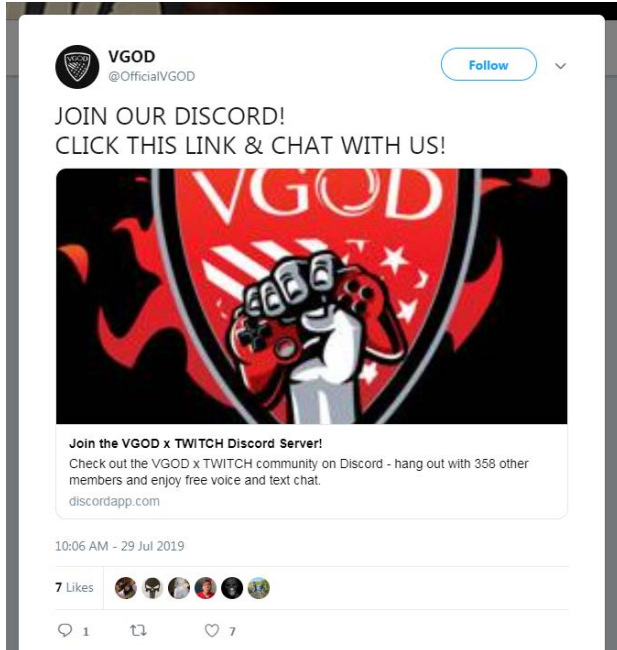 VGOD
VGOD
@OfficialVGOD
Follow
JOIN OUR DISCORD!
CLICK THIS LINK & CHAT WITH US!
VGOD
Join the VGOD x TWITCH Discord Server!
Check out the VGOD x TWITCH community on Discord - hang out with 358 other
members and enjoy free voice and text chat.
discordapp.com
10:06 AM - 29 Jul 2019
7 Likes
1
7